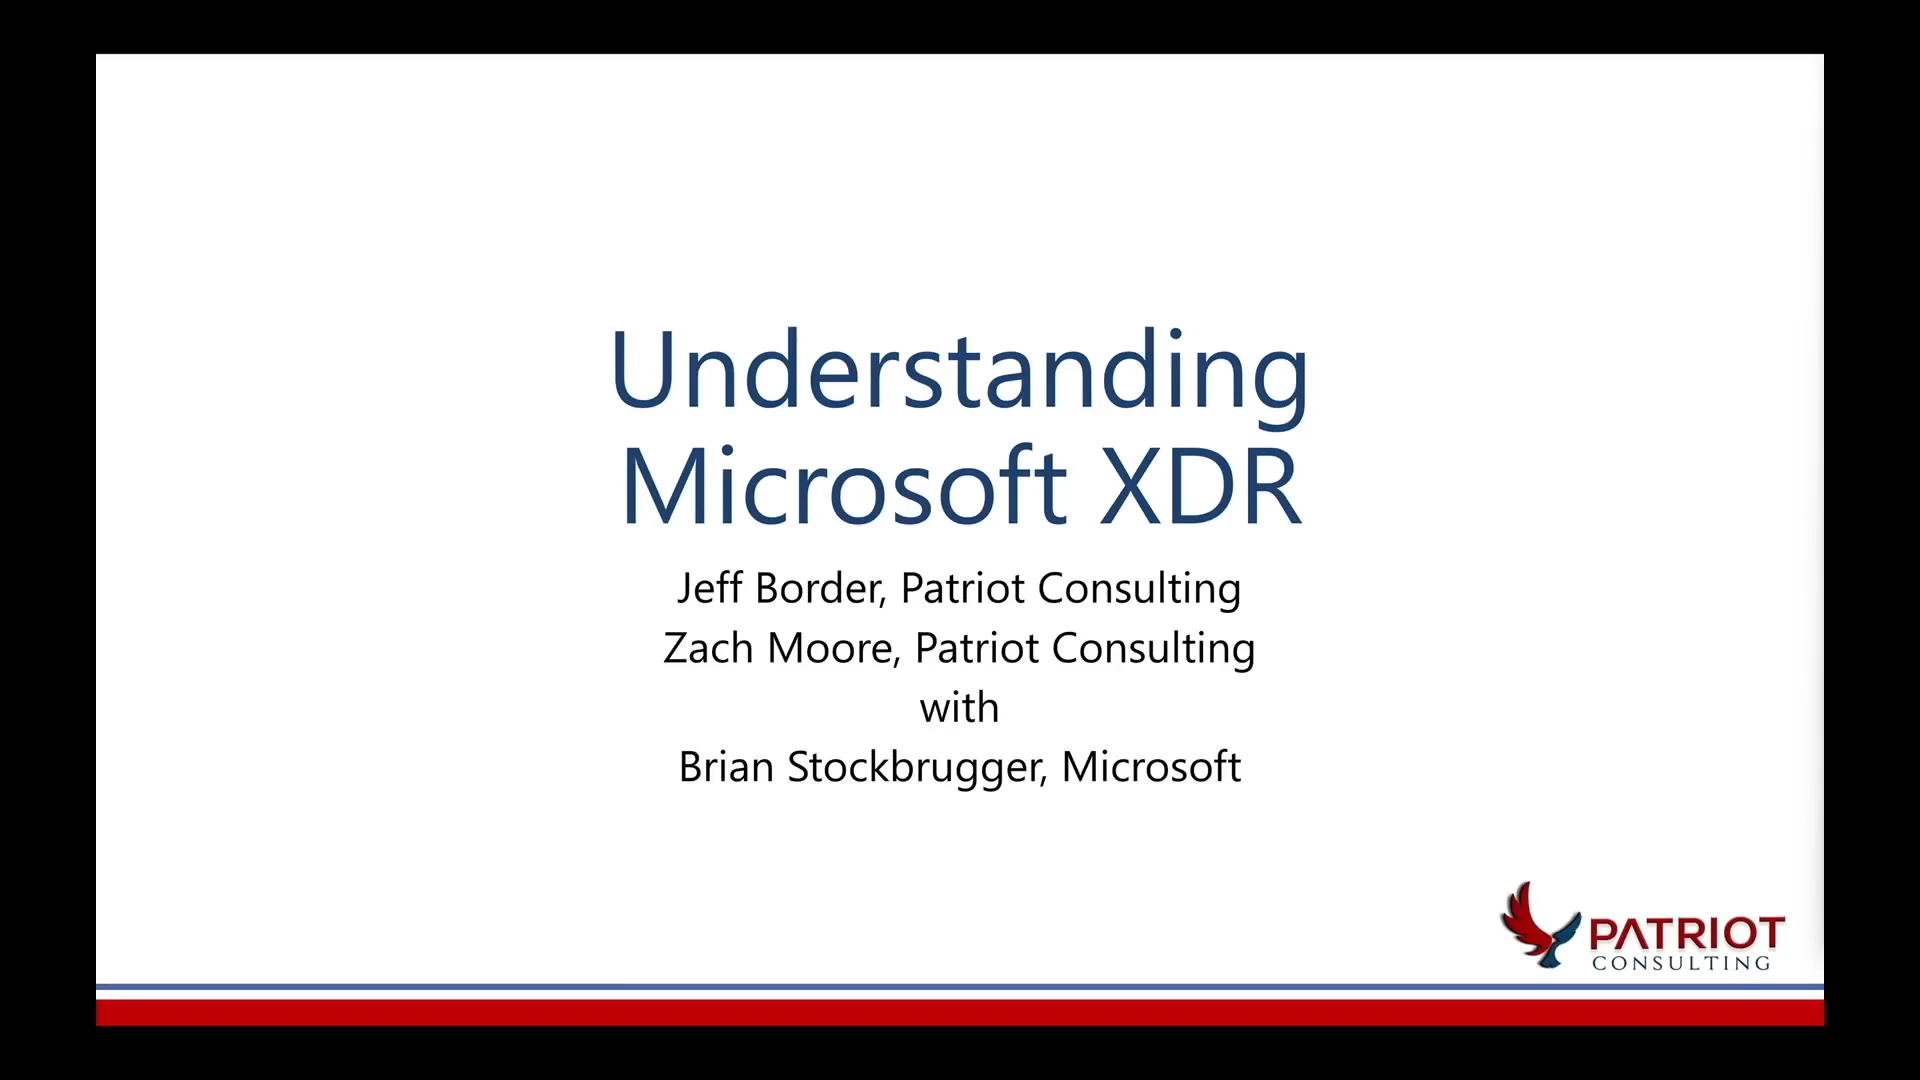 Understanding
Microsoft XDR
Jeff Border, Patriot Consulting
Zach Moore, Patriot Consulting
with
Brian Stockbrugger, Microsoft
PATRIOT
CONSULTING